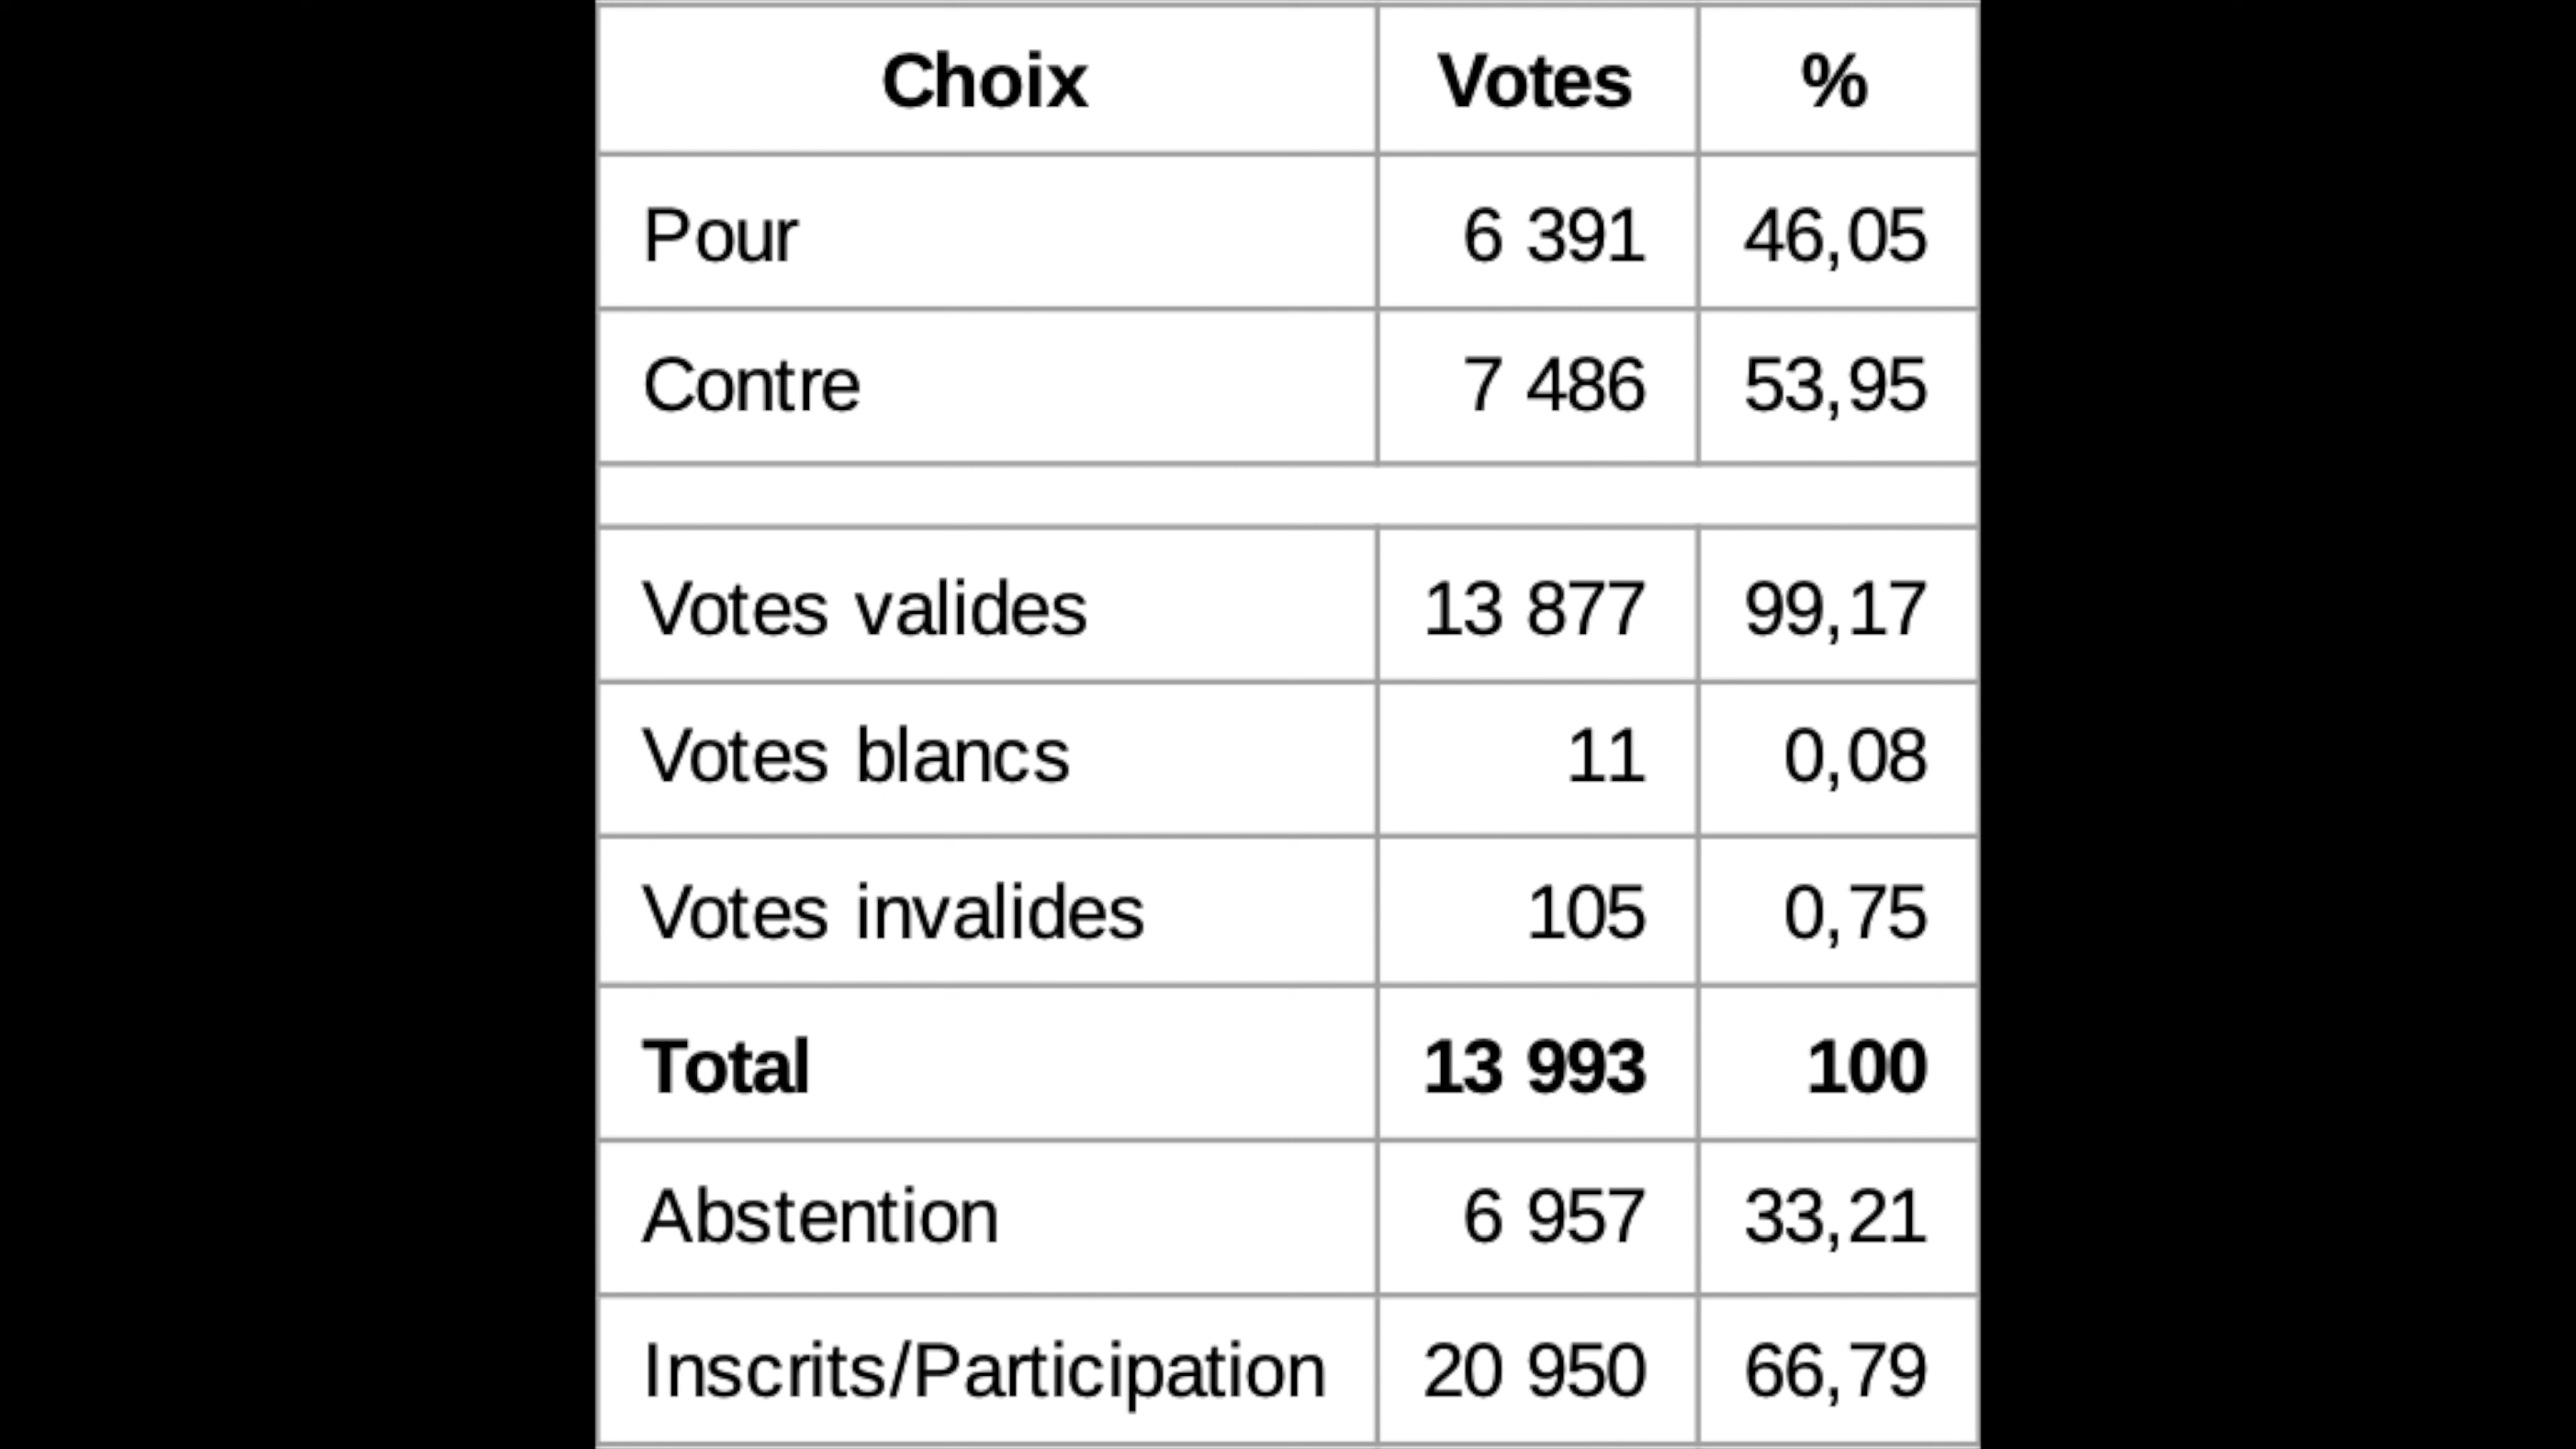 Choix Votes %
Pour 6 391 46,05
Contre 7 486 53,95
Votes valides 13 877 99,17
Votes blancs 11 0,08
Votes invalides 105 0,75
Total 13 993 100
Abstention 6 957 33,21
Inscrits/Participation 20 950 66,79